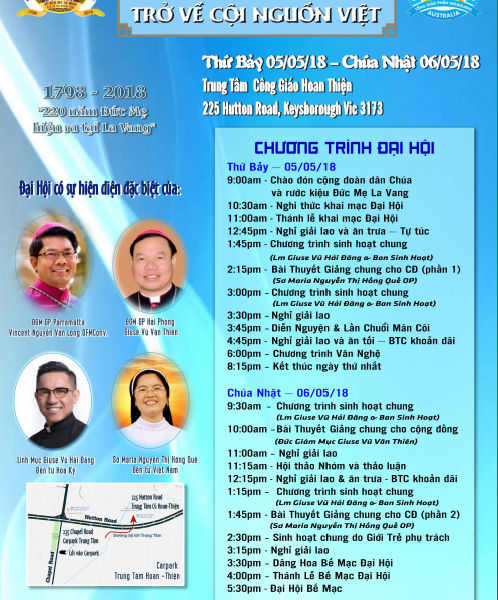 TRỞ VỀ CỘI NGUỒN VIỆT
AUSTRALIA
Thứ Bảy 05/05/18 – Chúa Nhật 06/05/18
Trung Tâm Công Giáo Hoan Thiện
225 Hutton Road, Keysborough Vic 3173
1798 - 2018
"220 năm Đức Mẹ
hiện ra tại La Vang"
Đại Hội có sự hiện diện đặc biệt của:
ĐGM GP Parramatta
Vincent Nguyễn Văn Long OFMConv.
ĐGM GP Hải Phòng
Giuse Vũ Văn Thiên
Linh Mục Giuse Vũ Hải Đăng
Đến từ Hoa Kỳ
Sơ Maria Nguyễn Thị Hồng Quế
Đến từ Việt Nam
225 Hutton Road
Trung Tâm Cũ Hoan-Thiện
Hutton Road
235 Chapel Road
Carpark Trung Tâm
Lối vào Carpark
Chapel Road
Carpark
Trung Tam Hoan -Thiện
CHƯƠNG TRÌNH ĐẠI HỘI
Thứ Bảy – 05/05/18
9:00am - Chào đón cộng đoàn dân Chúa
và rước kiệu Đức Mẹ La Vang
10:30am - Nghi thức khai mạc Đại Hội
11:00am - Thánh lễ khai mạc Đại Hội
12:45pm - Nghỉ giải lao và ăn trưa – Tự túc
1:45pm - Chương trình sinh hoạt chung
(Lm Giuse Vũ Hải Đăng & Ban Sinh Hoạt)
2:15pm - Bài Thuyết Giảng chung cho CĐ (phần 1)
(Sơ Maria Nguyễn Thị Hồng Quế OP)
3:00pm – Chương trình sinh hoạt chung
(Lm Giuse Vũ Hải Đăng & Ban Sinh Hoạt)
3:30pm – Nghỉ giải lao
3:45pm – Diễn Nguyện & Lần Chuỗi Mân Côi
4:45pm – Nghỉ giải lao và ăn tối – BTC khoản đãi
6:00pm – Chương trình Văn Nghệ
8:15pm – Kết thúc ngày thứ nhất
Chúa Nhật – 06/05/18
9:30am – Chương trình sinh hoạt chung
(Lm Giuse Vũ Hải Đăng & Ban Sinh Hoạt)
10:00am –Bài Thuyết Giảng chung cho cộng đồng
(Đức Giám Mục Giuse Vũ Văn Thiên)
11:00am – Nghỉ giải lao
11:15am - Hội thảo Nhóm và thảo luận
12:15pm - Nghỉ giải lao & ăn trưa - BTC khoản đãi
1:15pm – Chương trình sinh hoạt chung
(Lm Giuse Vũ Hải Đăng & Ban Sinh Hoạt)
1:45pm - Bài Thuyết Giảng chung cho CĐ (phần 2)
(Sơ Maria Nguyễn Thị Hồng Quế OP)
2:30pm – Sinh hoạt chung do Giới Trẻ phụ trách
3:15pm - Nghỉ giải lao
3:30pm – Dâng Hoa Bế Mạc Đại Hội
4:00pm – Thánh Lễ Bế Mạc Đại Hội
5:30pm – Đại Hội Bế Mạc